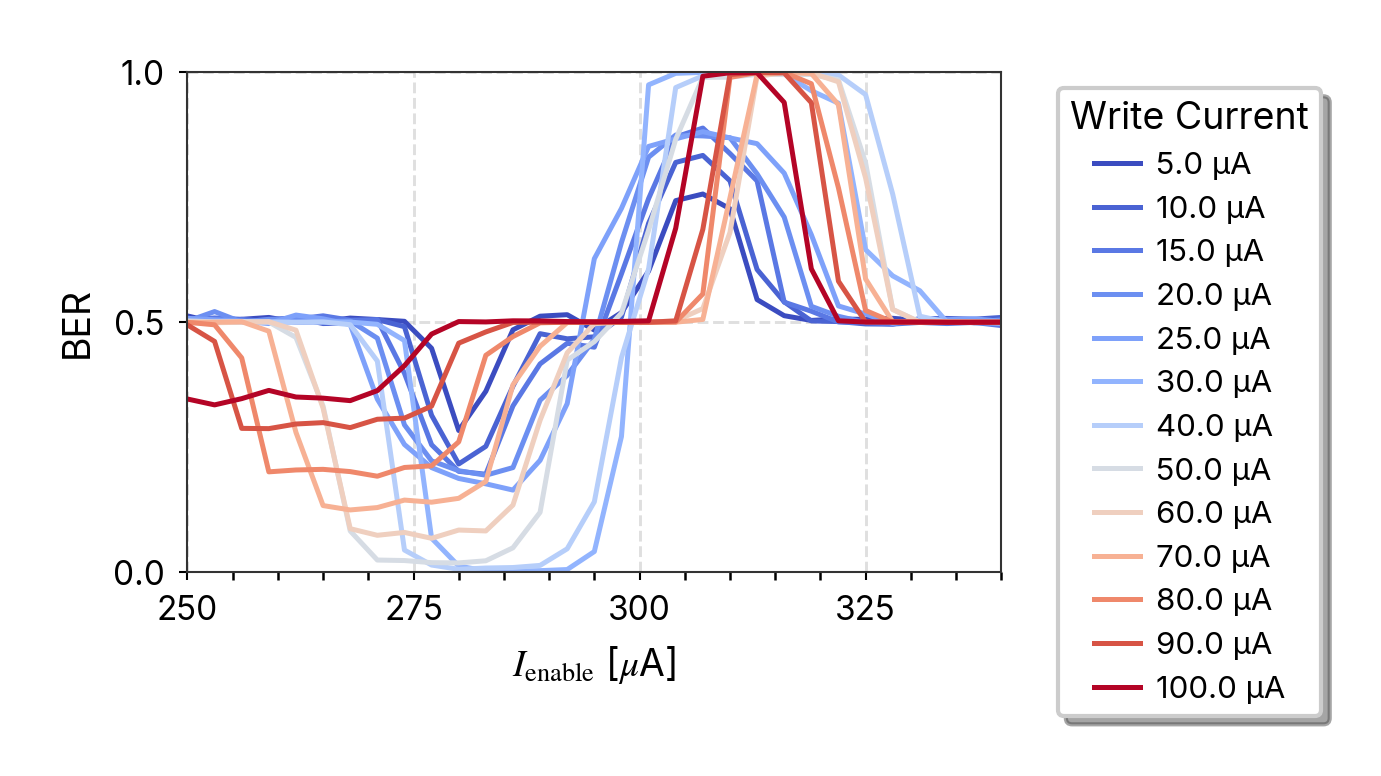 1.0
0.5
0.0
BER
250 275 300 325
I_enable [μA]
Write Current
5.0 µA
10.0 µA
15.0 µA
20.0 µA
25.0 µA
30.0 µA
40.0 µA
50.0 µA
60.0 µA
70.0 µA
80.0 µA
90.0 µA
100.0 µA